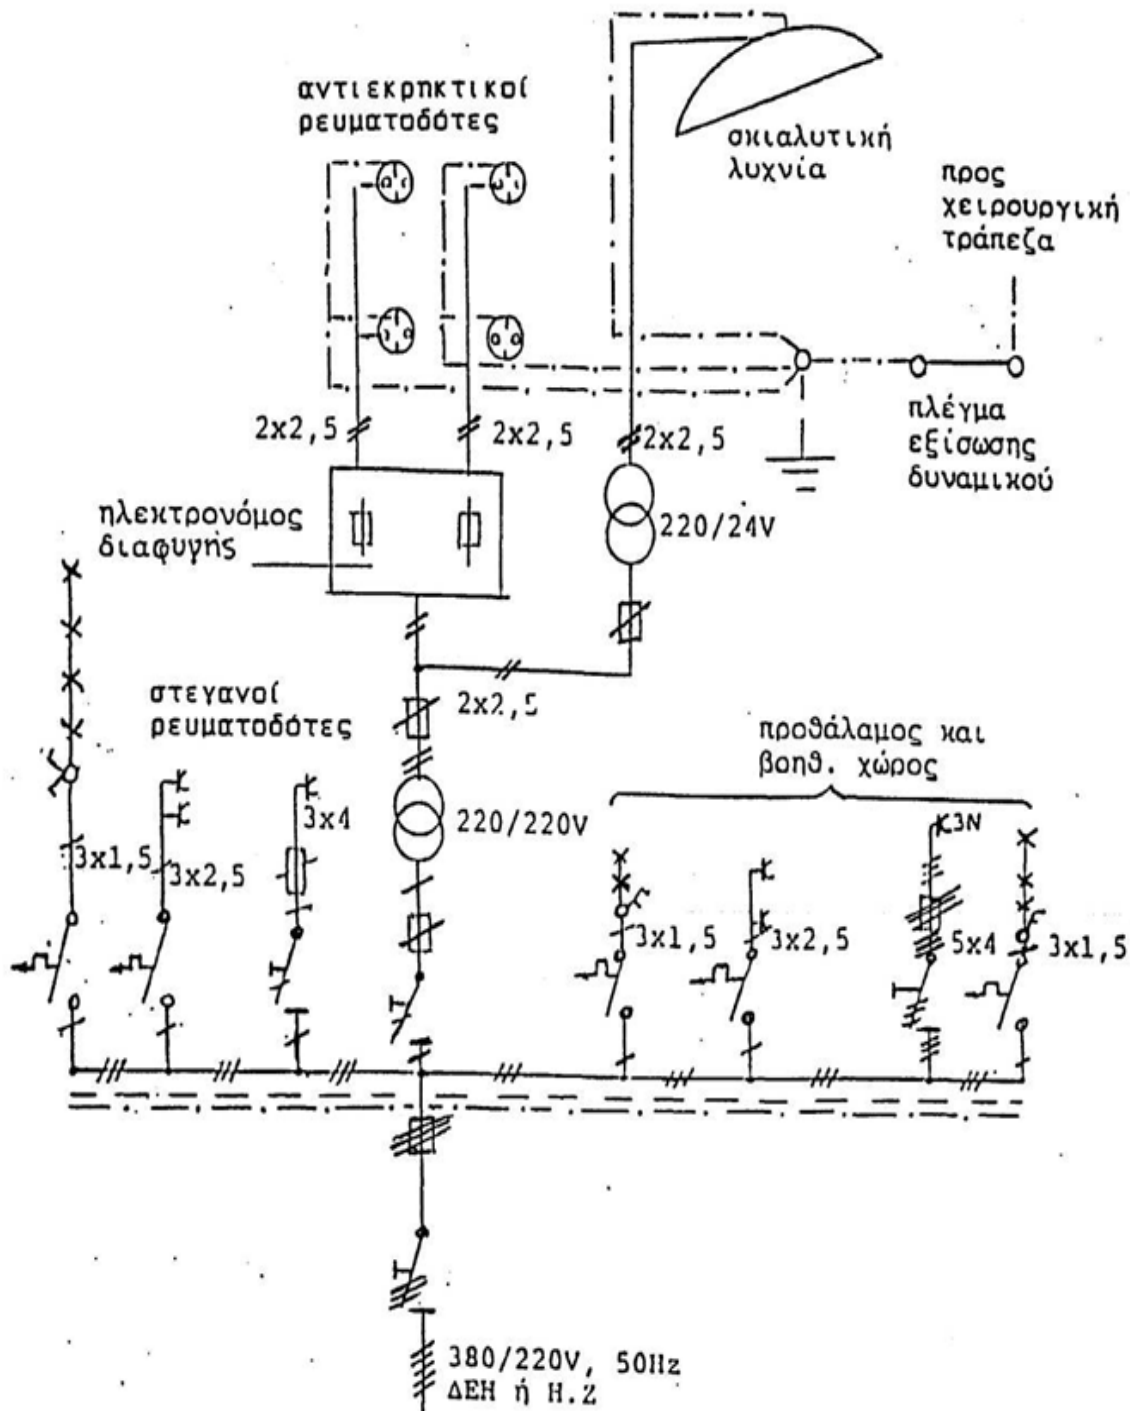 αντιεκρηκτικοί
ρευματοδότες
σκιαλυτική
λυχνία
προς
χειρουργική
τράπεζα
2x2,5
2x2,5
2x2,5
πλέγμα
εξίσωσης
δυναμικού
ηλεκτρονόμος
διαφυγής
220/24V
στεγανοί
ρευματοδότες
2x2,5
προθάλαμος και
βοηθ. χώρος
3x4
220/220V
3N
3x1,5
3x2,5
3x1,5
3x2,5
5x4
3x1,5
380/220V, 50Hz
ΔΕΗ ή Η.Ζ